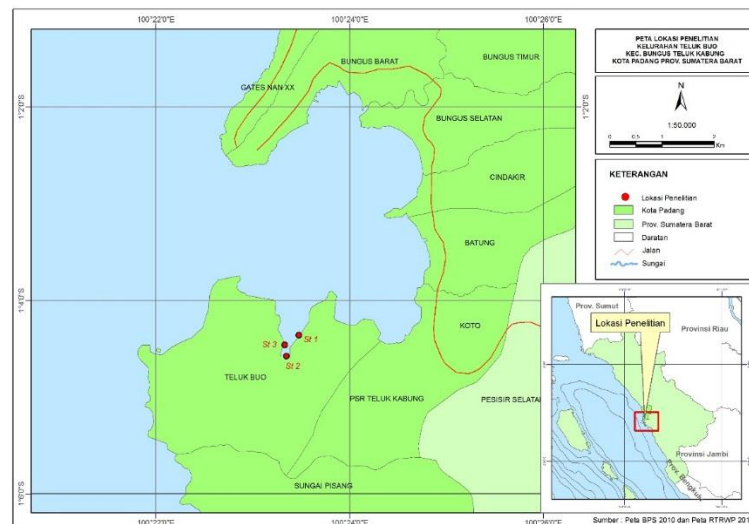 100°22'0"E
100°24'0"E
100°26'0"E
PETA LOKASI PENELITIAN
KELURAHAN TELUK BUO
KEC. BUNGUS TELUK KABUNG
KOTA PADANG PROV. SUMATERA BARAT
N
1:50.000
0
0.5
1
2
Km
KETERANGAN
Lokasi Penelitian
Kota Padang
Prov. Sumatera Barat
Daratan
Jalan
Sungai
BUNGUS BARAT
BUNGUS TIMUR
GATES NAN XX
1°2'0"S
1°2'0"S
BUNGUS SELATAN
CINDAKIR
BATUNG
1°4'0"S
KOTO
St 1
St 3
St 2
TELUK BUO
PSR TELUK KABUNG
PESISIR SELATAN
SUNGAI PISANG
Prov. Sumut
Lokasi Penelitian
Provinsi Riau
Provinsi Jambi
Prov. Bengkulu
100°22'0"E
100°24'0"E
100°26'0"E
Sumber : Peta BPS 2010 dan Peta RTRWP